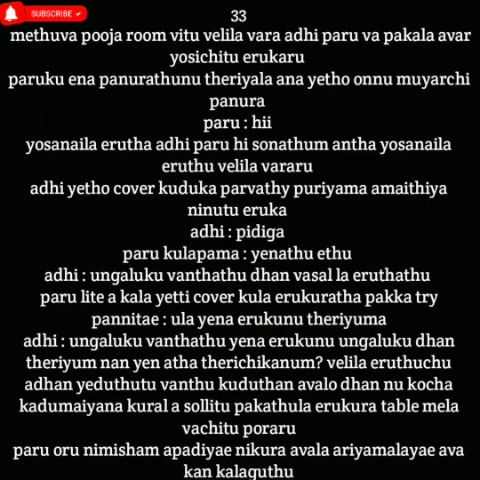 SUBSCRIBE
33
methuva pooja room vitu velila vara adhi paru va pakala avar
yosichitu erukaru
paruku ena panurathunu theriyala ana yetho onnu muyarchi
panura
paru : hii
yosanaila erutha adhi paru hi sonathum antha yosanaila
eruthu velila vararu
adhi yetho cover kuduka parvathy puriyama amaithiya
ninutu eruka
adhi : pidiga
paru kulapama : yenathu ethu
adhi : ungaluku vanthathu dhan vasal la eruthathu
paru lite a kala yetti cover kula erukuratha pakka try
pannitae : ula yena erukunu theriyuma
adhi : ungaluku vanthathu yena erukunu ungaluku dhan
theriyum nan yen atha therichikanum? velila eruthuchu
adhan yeduthutu vanthu kuduthan avalo dhan nu kocha
kadumaiyana kural a sollitu pakathula erukura table mela
vachitu poraru
paru oru nimisham apadiyae nikura avala ariyamalayae ava
kan kalaguthu